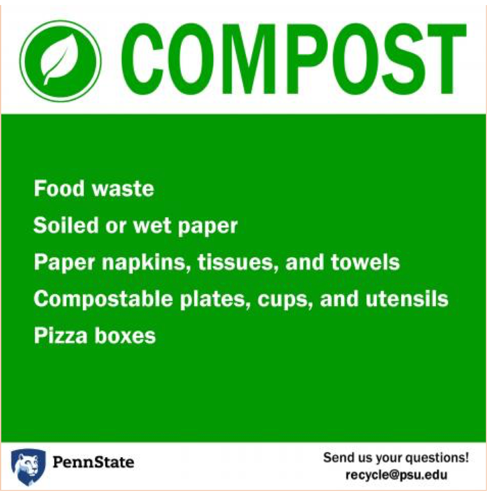 COMPOST
Food waste
Soiled or wet paper
Paper napkins, tissues, and towels
Compostable plates, cups, and utensils
Pizza boxes
PennState
Send us your questions!
recycle@psu.edu